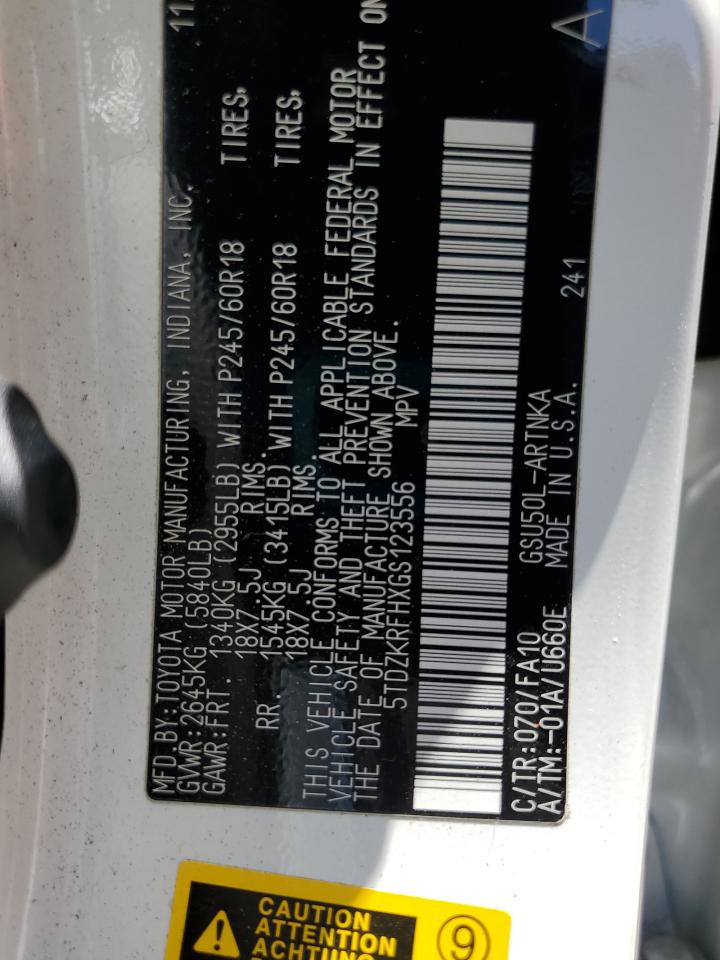 MFD.BY:TOYOTA MOTOR MANUFACTURING, INDIANA, INC. 11.
GVWR:2645KG (5840LB)
GAWR:FRT. 1340KG (2955LB) WITH P245/60R18 TIRES,
18X7.5J RIMS.
RR. 1545KG (3415LB) WITH P245/60R18 TIRES,
18X7.5J RIMS.
THIS VEHICLE CONFORMS TO ALL APPLICABLE FEDERAL MOTOR
VEHICLE SAFETY AND THEFT PREVENTION STANDARDS IN EFFECT ON
THE DATE OF MANUFACTURE SHOWN ABOVE.
5TDZKRFHXGS123556 MPV
C/TR:070/FA10 GSU50L-ARTNKA 241 A
A/TM:-01A/U660E MADE IN U.S.A.
CAUTION
ATTENTION
ACHTUNG
9